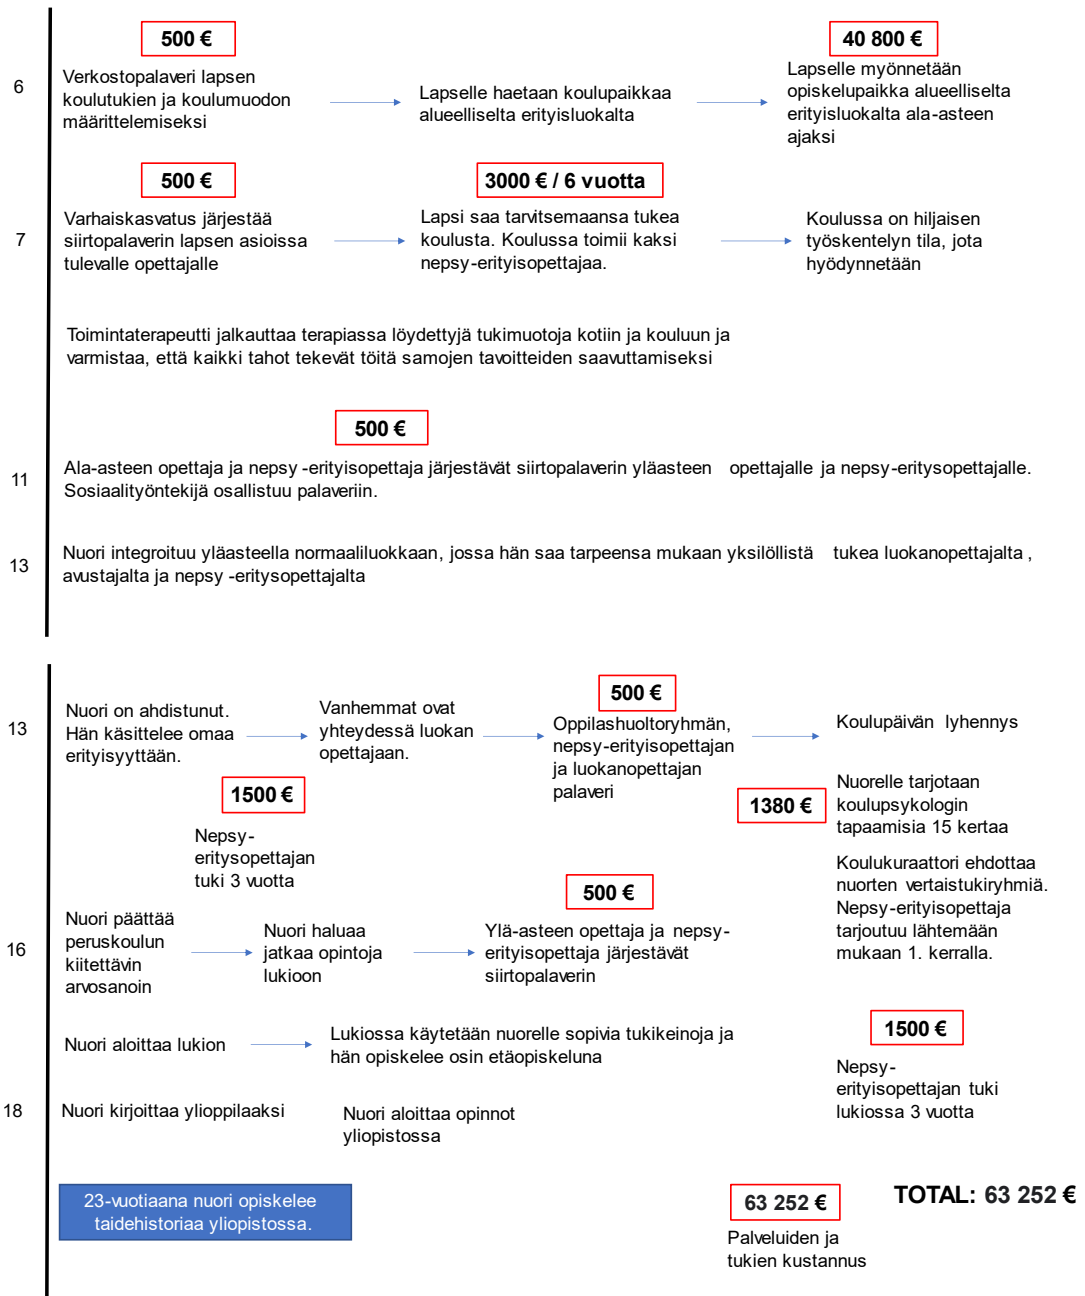 500 €
40 800 €
6
Verkostopalaveri lapsen
koulutukien ja koulumuodon
määrittelemiseksi
Lapselle haetaan koulupaikkaa
alueelliselta erityisluokalta
Lapselle myönnetään
opiskelupaikka alueelliselta
erityisluokalta ala-asteen
ajaksi
500 €
3000 € / 6 vuotta
7
Varhaiskasvatus järjestää
siirtopalaverin lapsen asioissa
tulevalle opettajalle
Lapsi saa tarvitsemaansa tukea
koulusta. Koulussa toimii kaksi
nepsy-erityisopettajaa.
Koulussa on hiljaisen
työskentelyn tila, jota
hyödynnetään
Toimintaterapeutti jalkauttaa terapiassa löydettyjä tukimuotoja kotiin ja kouluun ja
varmistaa, että kaikki tahot tekevät töitä samojen tavoitteiden saavuttamiseksi
500 €
11
Ala-asteen opettaja ja nepsy -erityisopettaja järjestävät siirtopalaverin yläasteen opettajalle ja nepsy-eritysopettajalle.
Sosiaalityöntekijä osallistuu palaveriin.
13
Nuori integroituu yläasteella normaaliluokkaan, jossa hän saa tarpeensa mukaan yksilöllistä tukea luokanopettajalta ,
avustajalta ja nepsy -eritysopettajalta
13
Nuori on ahdistunut.
Hän käsittelee omaa
erityisyyttään.
Vanhemmat ovat
yhteydessä luokan
opettajaan.
500 €
Oppilashuoltoryhmän,
nepsy-erityisopettajan
ja luokanopettajan
palaveri
Koulupäivän lyhennys
1500 €
Nepsy-
eritysopettajan
tuki 3 vuotta
1380 €
Nuorelle tarjotaan
koulupsykologin
tapaamisia 15 kertaa
Koulukuraattori ehdottaa
nuorten vertaistukiryhmiä.
Nepsy-erityisopettaja
tarjoutuu lähtemään
mukaan 1. kerralla.
500 €
16
Nuori päättää
peruskoulun
kiitettävin
arvosanoin
Nuori haluaa
jatkaa opintoja
lukioon
Ylä-asteen opettaja ja nepsy-
erityisopettaja järjestävät
siirtopalaverin
Nuori aloittaa lukion
Lukiossa käytetään nuorelle sopivia tukikeinoja ja
hän opiskelee osin etäopiskeluna
1500 €
Nepsy-
erityisopettajan tuki
lukiossa 3 vuotta
18
Nuori kirjoittaa ylioppilaaksi
Nuori aloittaa opinnot
yliopistossa
23-vuotiaana nuori opiskelee
taidehistoriaa yliopistossa.
63 252 €
Palveluiden ja
tukien kustannus
TOTAL: 63 252 €